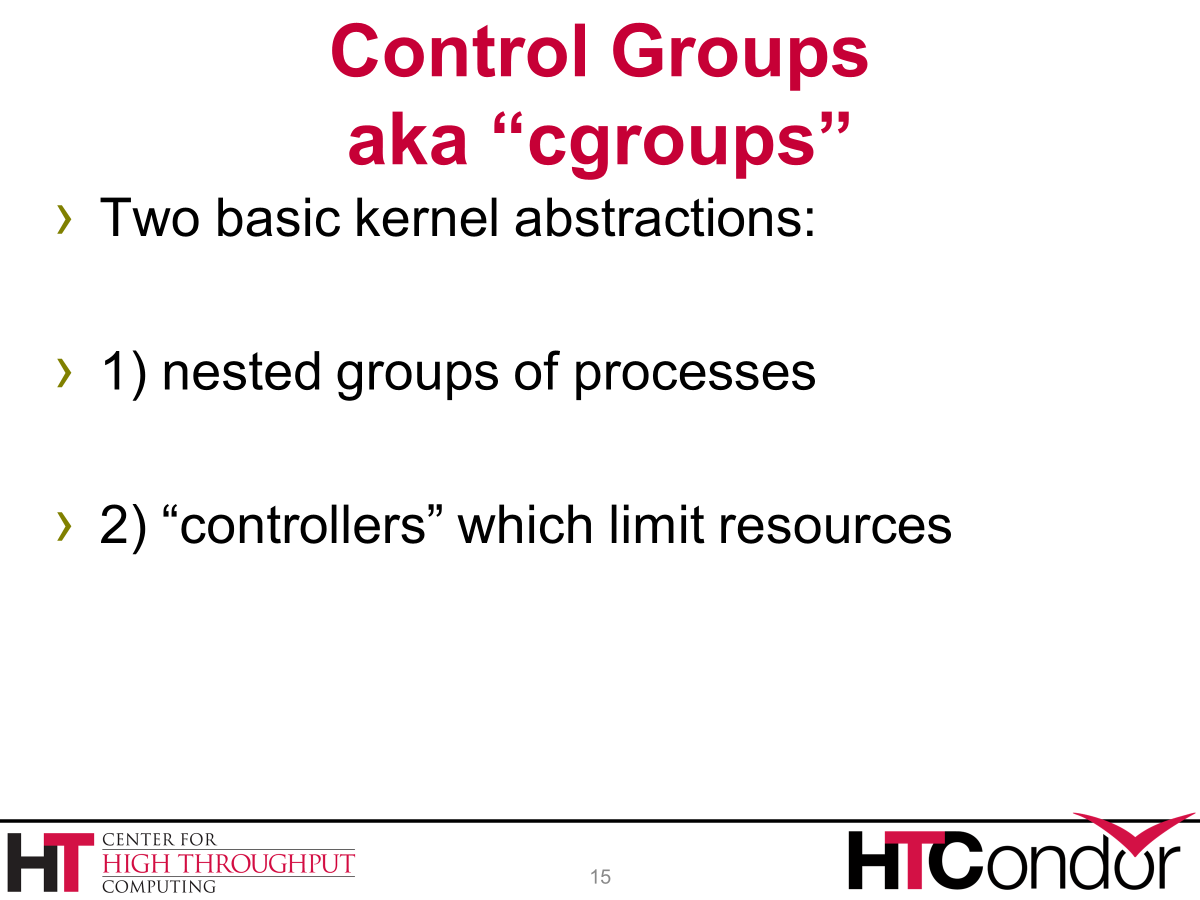 Control Groups
aka “cgroups”
› Two basic kernel abstractions:
› 1) nested groups of processes
› 2) “controllers” which limit resources
HT CENTER FOR
HIGH THROUGHPUT
COMPUTING
15
HTCondor